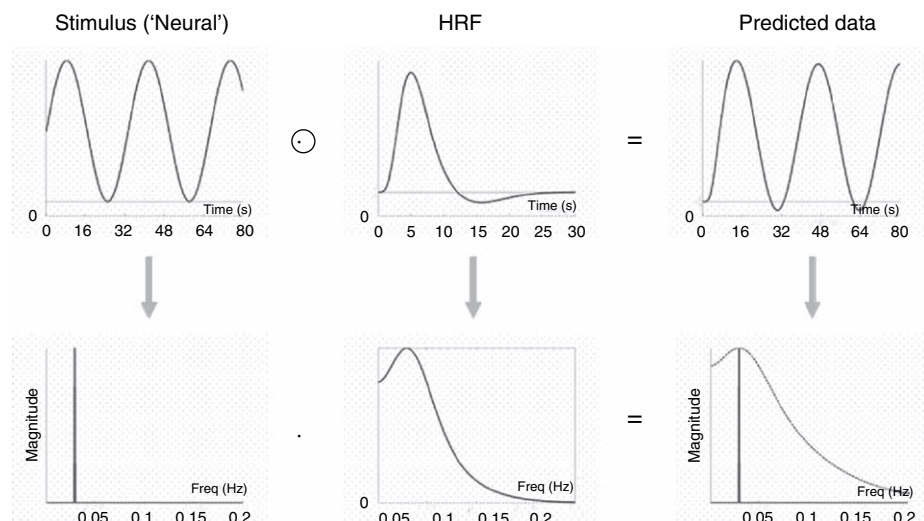 Stimulus (‘Neural’) HRF Predicted data
⊙ =
0 Time (s) 0 Time (s) 0 Time (s)
0 16 32 48 64 80 0 5 10 15 20 25 30 0 16 32 48 64 80
Magnitude Magnitude
. =
Freq (Hz) 0 Freq (Hz) Freq (Hz)
0.05 0.1 0.15 0.2 0.05 0.1 0.15 0.2 0.05 0.1 0.15 0.2